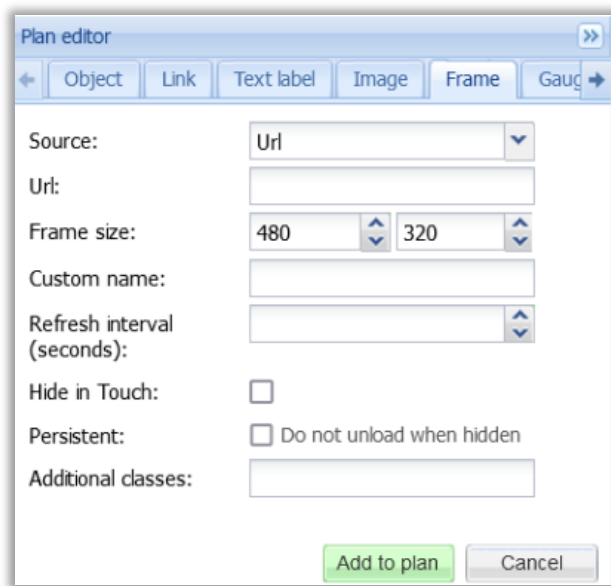 Plan editor
Object Link Text label Image Frame Gaug
Source: Url
Url:
Frame size: 480 320
Custom name:
Refresh interval
(seconds):
Hide in Touch:
Persistent: Do not unload when hidden
Additional classes:
Add to plan Cancel